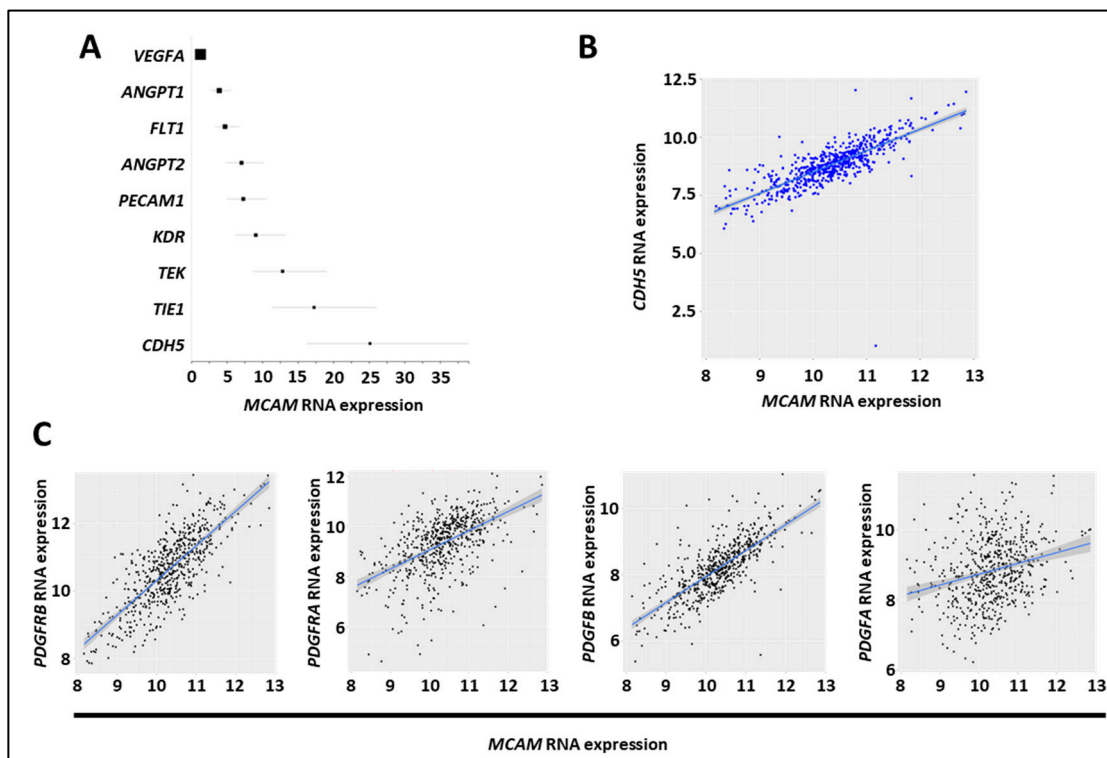 A
VEGFA
ANGPT1
FLT1
ANGPT2
PECAM1
KDR
TEK
TIE1
CDH5
0 5 10 15 20 25 30 35
MCAM RNA expression
B
CDH5 RNA expression
12.5
10.0
7.5
5.0
2.5
8 9 10 11 12 13
MCAM RNA expression
C
PDGFRB RNA expression
12
10
8
8 9 10 11 12 13
PDGFRA RNA expression
12
10
8
6
8 9 10 11 12 13
PDGFB RNA expression
10
8
6
8 9 10 11 12 13
PDGFA RNA expression
10
8
6
8 9 10 11 12 13
MCAM RNA expression